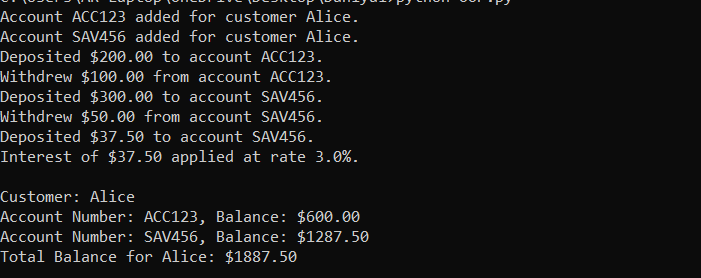 Account ACC123 added for customer Alice.
Account SAV456 added for customer Alice.
Deposited $200.00 to account ACC123.
Withdrew $100.00 from account ACC123.
Deposited $300.00 to account SAV456.
Withdrew $50.00 from account SAV456.
Deposited $37.50 to account SAV456.
Interest of $37.50 applied at rate 3.0%.
Customer: Alice
Account Number: ACC123, Balance: $600.00
Account Number: SAV456, Balance: $1287.50
Total Balance for Alice: $1887.50